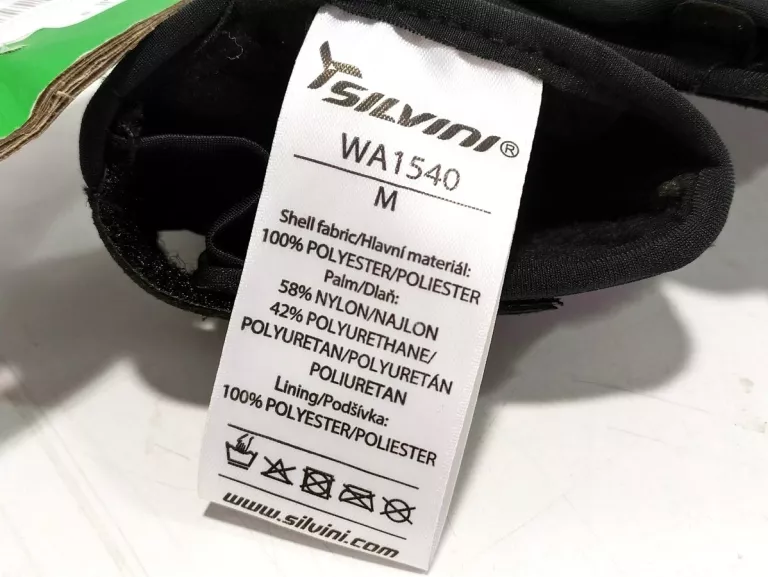 SILVINI®
WA1540
M
Shell fabric/Hlavní materiál:
100% POLYESTER/POLIESTER
Palm/Dlaň:
58% NYLON/NAJLON
42% POLYURETHANE/
POLYURETAN/POLYURETÁN
POLIURETAN
Lining/Podšívka:
100% POLYESTER/POLIESTER
www.silvini.com